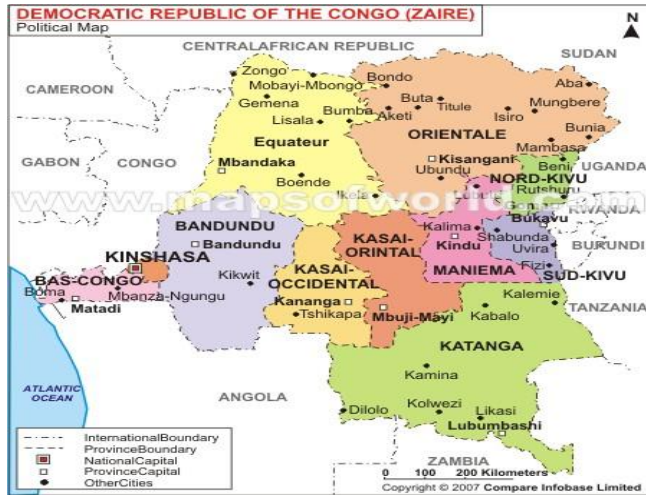 DEMOCRATIC REPUBLIC OF THE CONGO (ZAIRE)
Political Map
N
CENTRALAFRICAN REPUBLIC
SUDAN
CAMEROON
Zongo
Mobayi-Mbongo
Bondo
Aba
Gemena
Buta
Titule
Isiro
Mungbere
Lisala
Bumba
Aketi
Bunia
Equateur
ORIENTALE
Mambasa
GABON
CONGO
Mbandaka
Kisangani
Beni
UGANDA
Boende
Ubundu
NORD-KIVU
Rutshuru
Ikela
www.mapsofworld.com
RWANDA
BANDUNDU
Bukavu
KASAI-
ORINTAL
Kalima
Shabunda
KINSHASA
Bandundu
Kindu
Uvira
BURUNDI
BAS-CONGO
Kikwit
KASAI-
OCCIDENTAL
MANIEMA
Fizi
SUD-KIVU
Boma
Mbanza-Ngungu
Kananga
Kalemie
TANZANIA
Matadi
Tshikapa
Mbuji-Mayi
Kabalo
KATANGA
ATLANTIC
OCEAN
ANGOLA
Kamina
Dilolo
Kolwezi
Likasi
Lubumbashi
InternationalBoundary
ProvinceBoundary
NationalCapital
ProvinceCapital
OtherCities
ZAMBIA
0 100 200 Kilometers
Copyright © 2007 Compare Infobase Limited